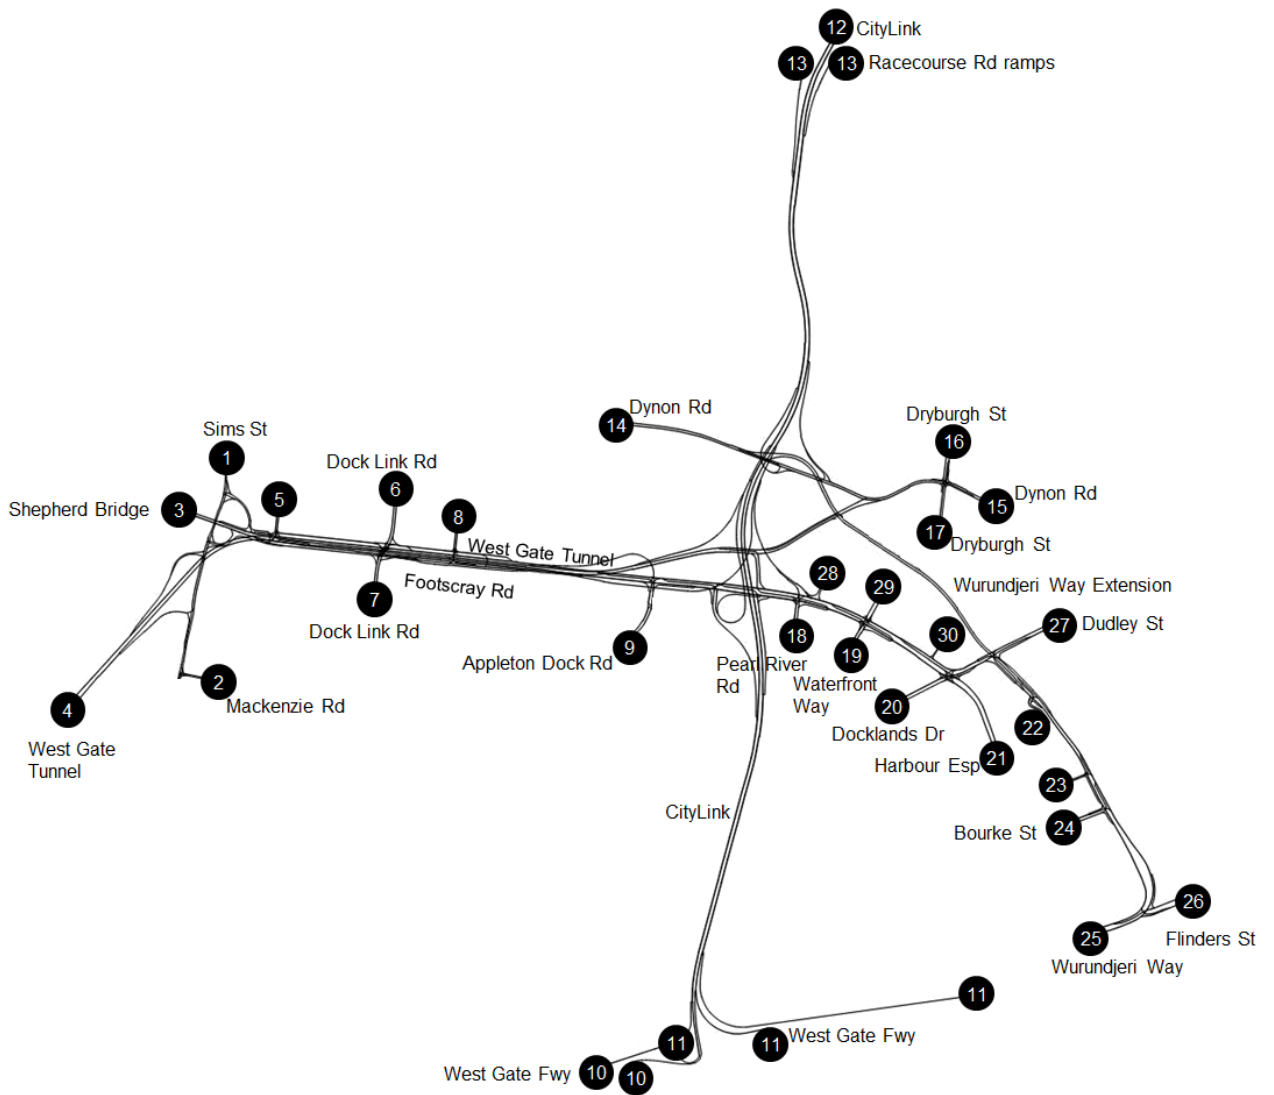 12 CityLink
13
13 Racecourse Rd ramps
Dynon Rd
14
Dryburgh St
16
Sims St
1
Dock Link Rd
6
Shepherd Bridge 3
5
8
15 Dynon Rd
17
Dryburgh St
West Gate Tunnel
Footscray Rd
7
Dock Link Rd
28
29
Wurundjeri Way Extension
9
Appleton Dock Rd
18
Pearl River
Rd
19
Waterfront
Way
30
27 Dudley St
2
Mackenzie Rd
4
West Gate
Tunnel
20
Docklands Dr
21
Harbour Esp
22
23
24
Bourke St
CityLink
26
Flinders St
25
Wurundjeri Way
11
11
11 West Gate Fwy
West Gate Fwy 10
10